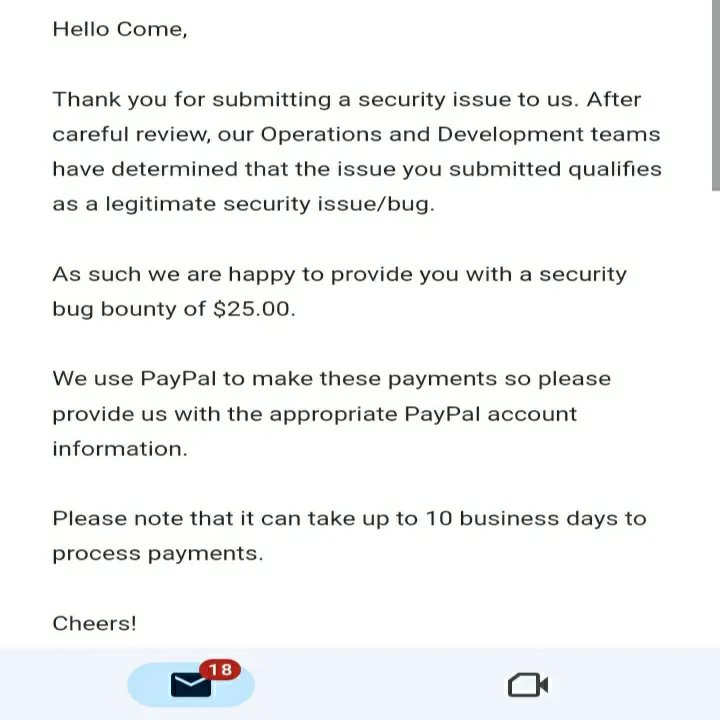 Hello Come,
Thank you for submitting a security issue to us. After
careful review, our Operations and Development teams
have determined that the issue you submitted qualifies
as a legitimate security issue/bug.
As such we are happy to provide you with a security
bug bounty of $25.00.
We use PayPal to make these payments so please
provide us with the appropriate PayPal account
information.
Please note that it can take up to 10 business days to
process payments.
Cheers!
18